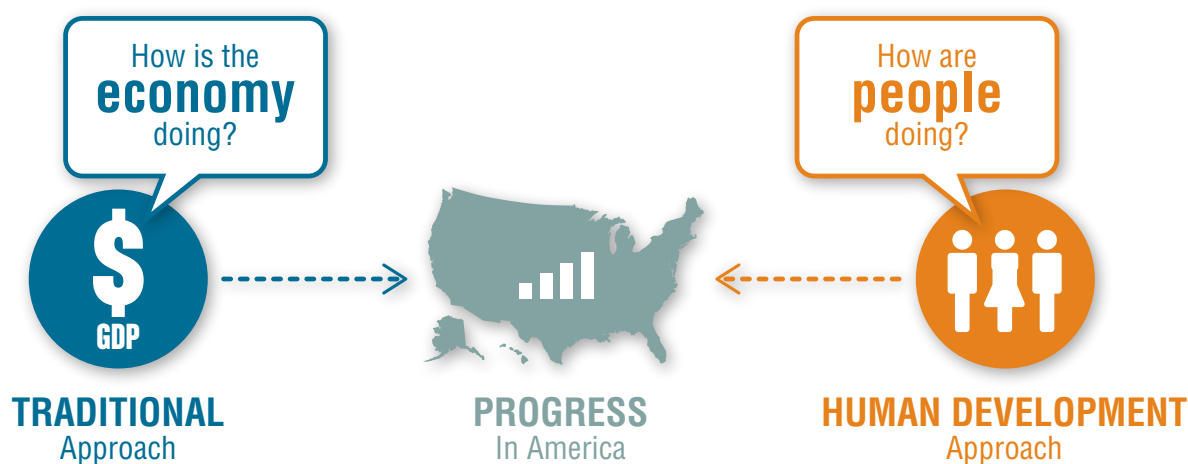 How is the
economy
doing?
How are
people
doing?
$
GDP
TRADITIONAL
Approach
PROGRESS
In America
HUMAN DEVELOPMENT
Approach